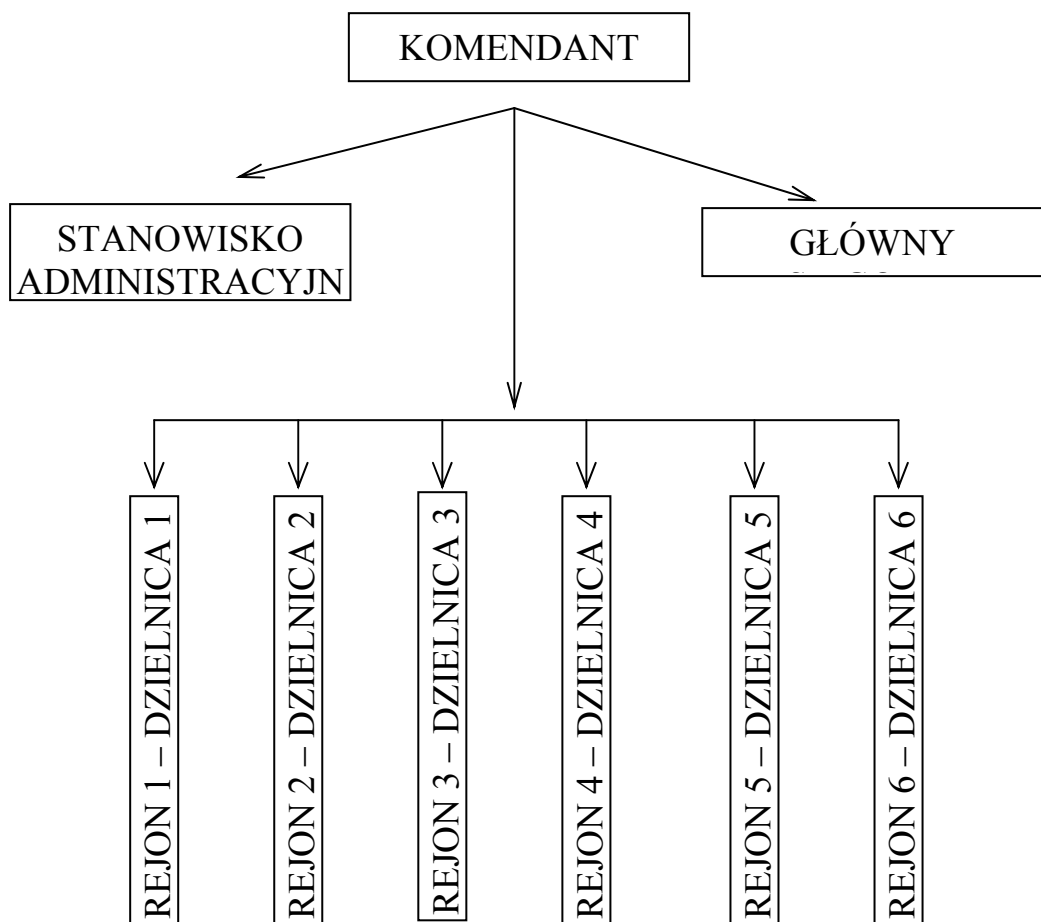 KOMENDANT
STANOWISKO
ADMINISTRACYJN
GŁÓWNY
REJON 1 – DZIELNICA 1
REJON 2 – DZIELNICA 2
REJON 3 – DZIELNICA 3
REJON 4 – DZIELNICA 4
REJON 5 – DZIELNICA 5
REJON 6 – DZIELNICA 6